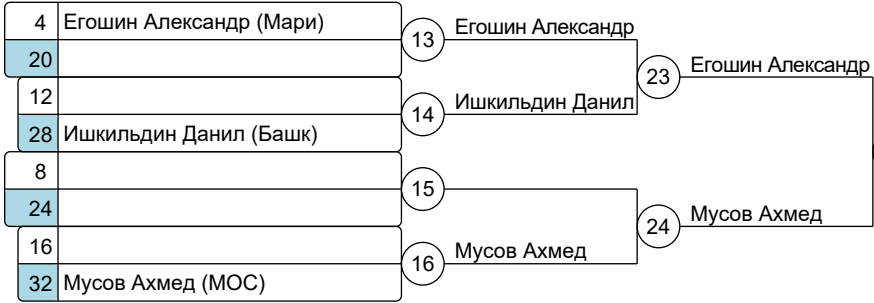 4 Егошин Александр (Мари)
20
12
28 Ишкильдин Данил (Башк)
8
24
16
32 Мусов Ахмед (МОС)
13 Егошин Александр
14 Ишкильдин Данил
15
16 Мусов Ахмед
23 Егошин Александр
24 Мусов Ахмед